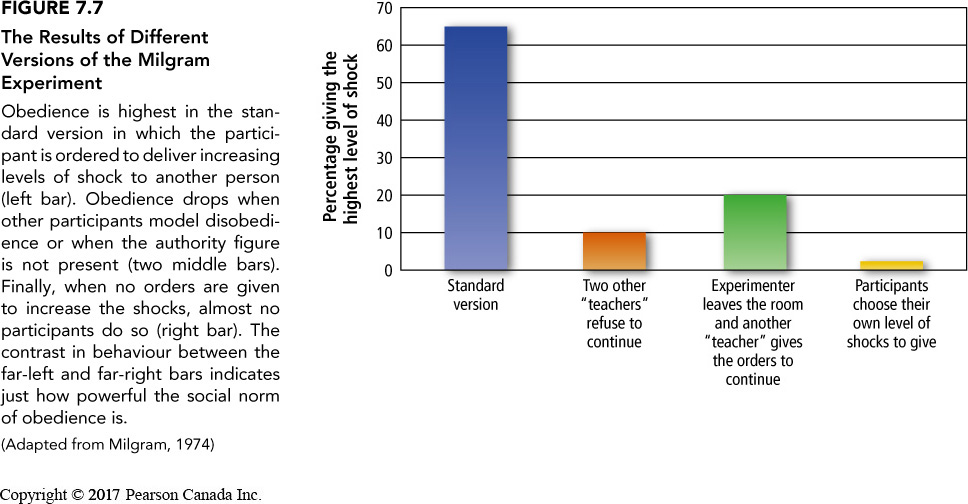 FIGURE 7.7
The Results of Different
Versions of the Milgram
Experiment
Obedience is highest in the stan-
dard version in which the partici-
pant is ordered to deliver increasing
levels of shock to another person
(left bar). Obedience drops when
other participants model disobedi-
ence or when the authority figure
is not present (two middle bars).
Finally, when no orders are given
to increase the shocks, almost no
participants do so (right bar). The
contrast in behaviour between the
far-left and far-right bars indicates
just how powerful the social norm
of obedience is.
(Adapted from Milgram, 1974)
Percentage giving the
highest level of shock
70
60
50
40
30
20
10
0
Standard
version
Two other
“teachers”
refuse to
continue
Experimenter
leaves the room
and another
“teacher” gives
the orders to
continue
Participants
choose their
own level of
shocks to give
Copyright © 2017 Pearson Canada Inc.